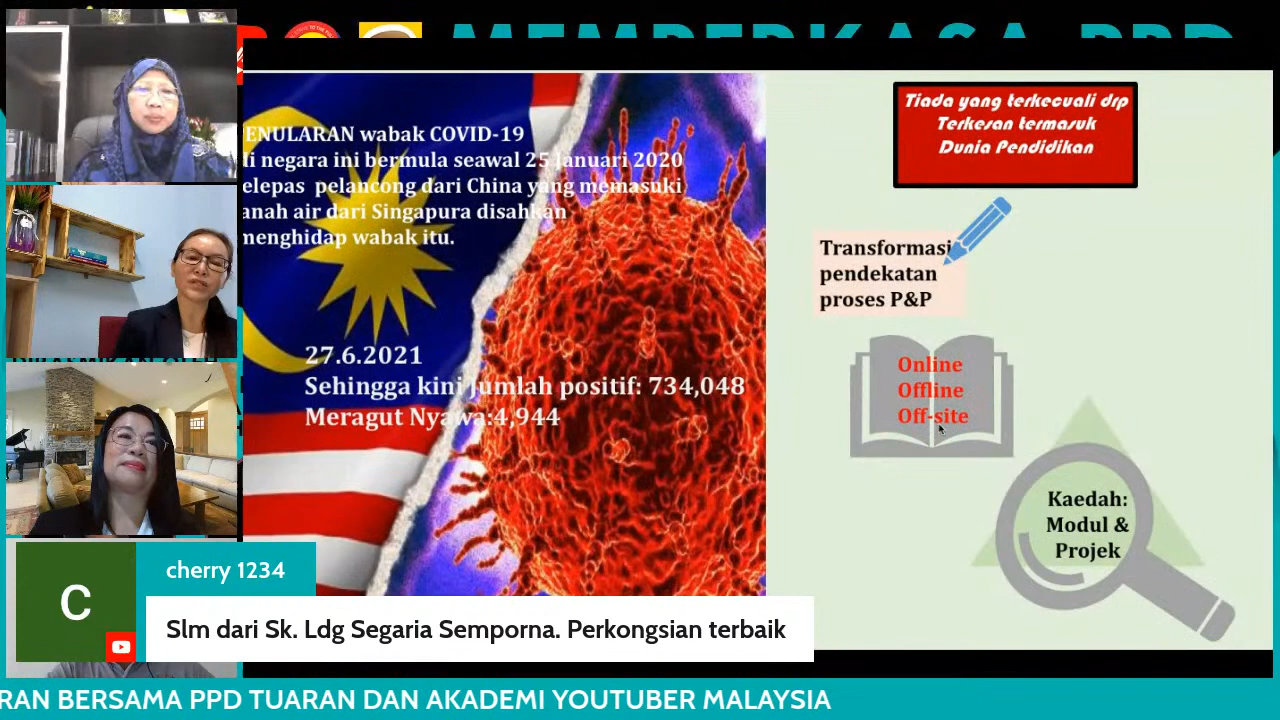 MEMPERKASA PPD
PENULARAN wabak COVID-19
di negara ini bermula seawal 25 Januari 2020
elepas pelancong dari China yang memasuki
anah air dari Singapura disahkan
menghidap wabak itu.
27.6.2021
Sehingga kini jumlah positif: 734,048
Meragut Nyawa:4,944
Tiada yang terkecuali drp
Terkesan termasuk
Dunia Pendidikan
Transformasi
pendekatan
proses P&P
Online
Offline
Off-site
Kaedah:
Modul &
Projek
C
cherry 1234
Slm dari Sk. Ldg Segaria Semporna. Perkongsian terbaik
RAN BERSAMA PPD TUARAN DAN AKADEMI YOUTUBER MALAYSIA